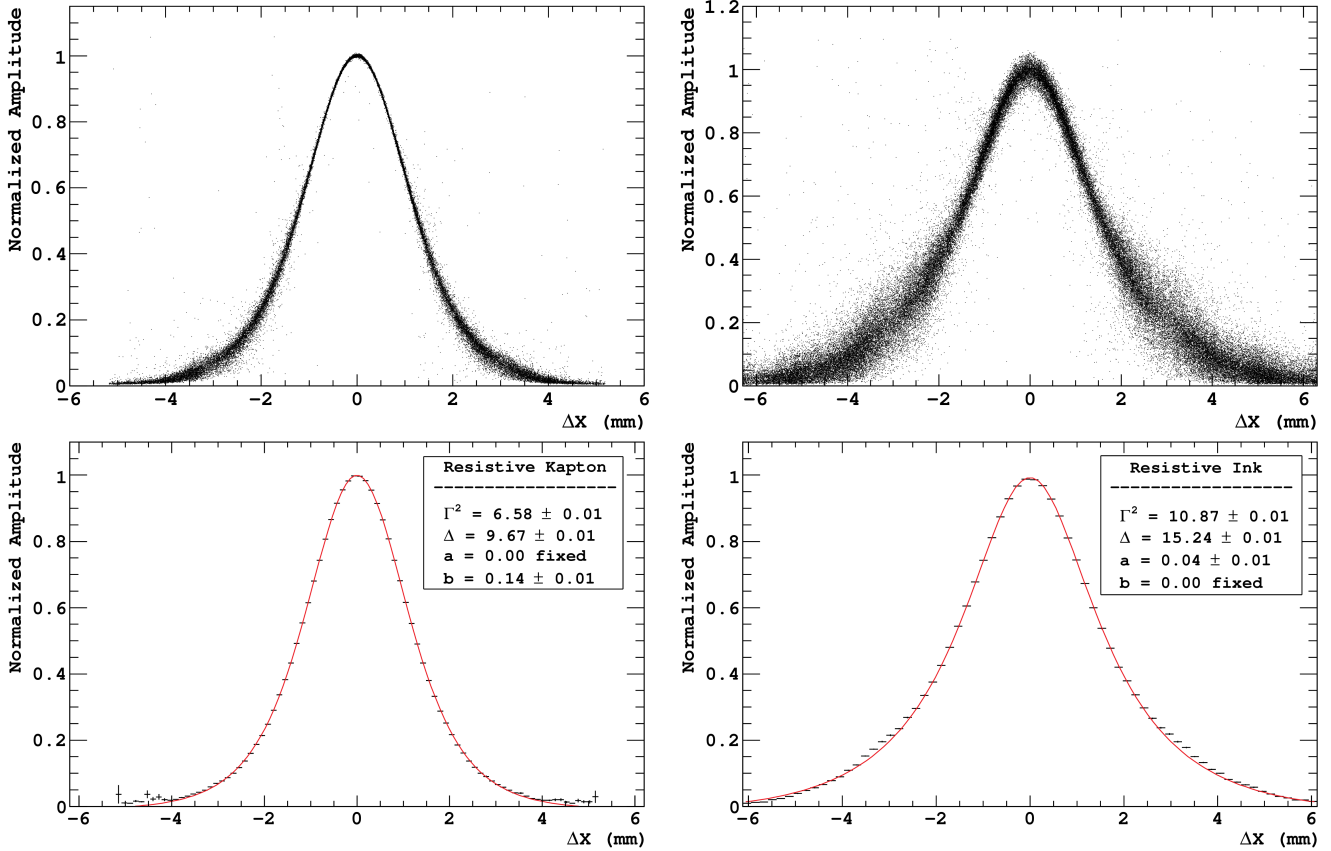 Normalized Amplitude
1
0.8
0.6
0.4
0.2
0
−6 −4 −2 0 2 4 6
ΔX (mm)
Normalized Amplitude
1.2
1
0.8
0.6
0.4
0.2
0
−6 −4 −2 0 2 4 6
ΔX (mm)
Normalized Amplitude
1
0.8
0.6
0.4
0.2
0
Resistive Kapton
--------------------
Γ² = 6.58 ± 0.01
Δ = 9.67 ± 0.01
a = 0.00 fixed
b = 0.14 ± 0.01
−6 −4 −2 0 2 4 6
ΔX (mm)
Normalized Amplitude
1
0.8
0.6
0.4
0.2
0
Resistive Ink
--------------------
Γ² = 10.87 ± 0.01
Δ = 15.24 ± 0.01
a = 0.04 ± 0.01
b = 0.00 fixed
−6 −4 −2 0 2 4 6
ΔX (mm)